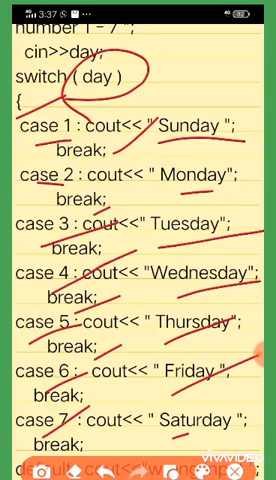 3:37
number 1 - 7 ";
cin>>day;
switch ( day )
{
case 1 : cout<< " Sunday ";
break;
case 2 : cout<< " Monday";
break;
case 3 : cout<<" Tuesday";
break;
case 4 : cout<< "Wednesday";
break;
case 5 : cout<< " Thursday";
break;
case 6 : cout<< " Friday ";
break;
case 7 : cout<< " Saturday ";
break;
VIVAVIDEO